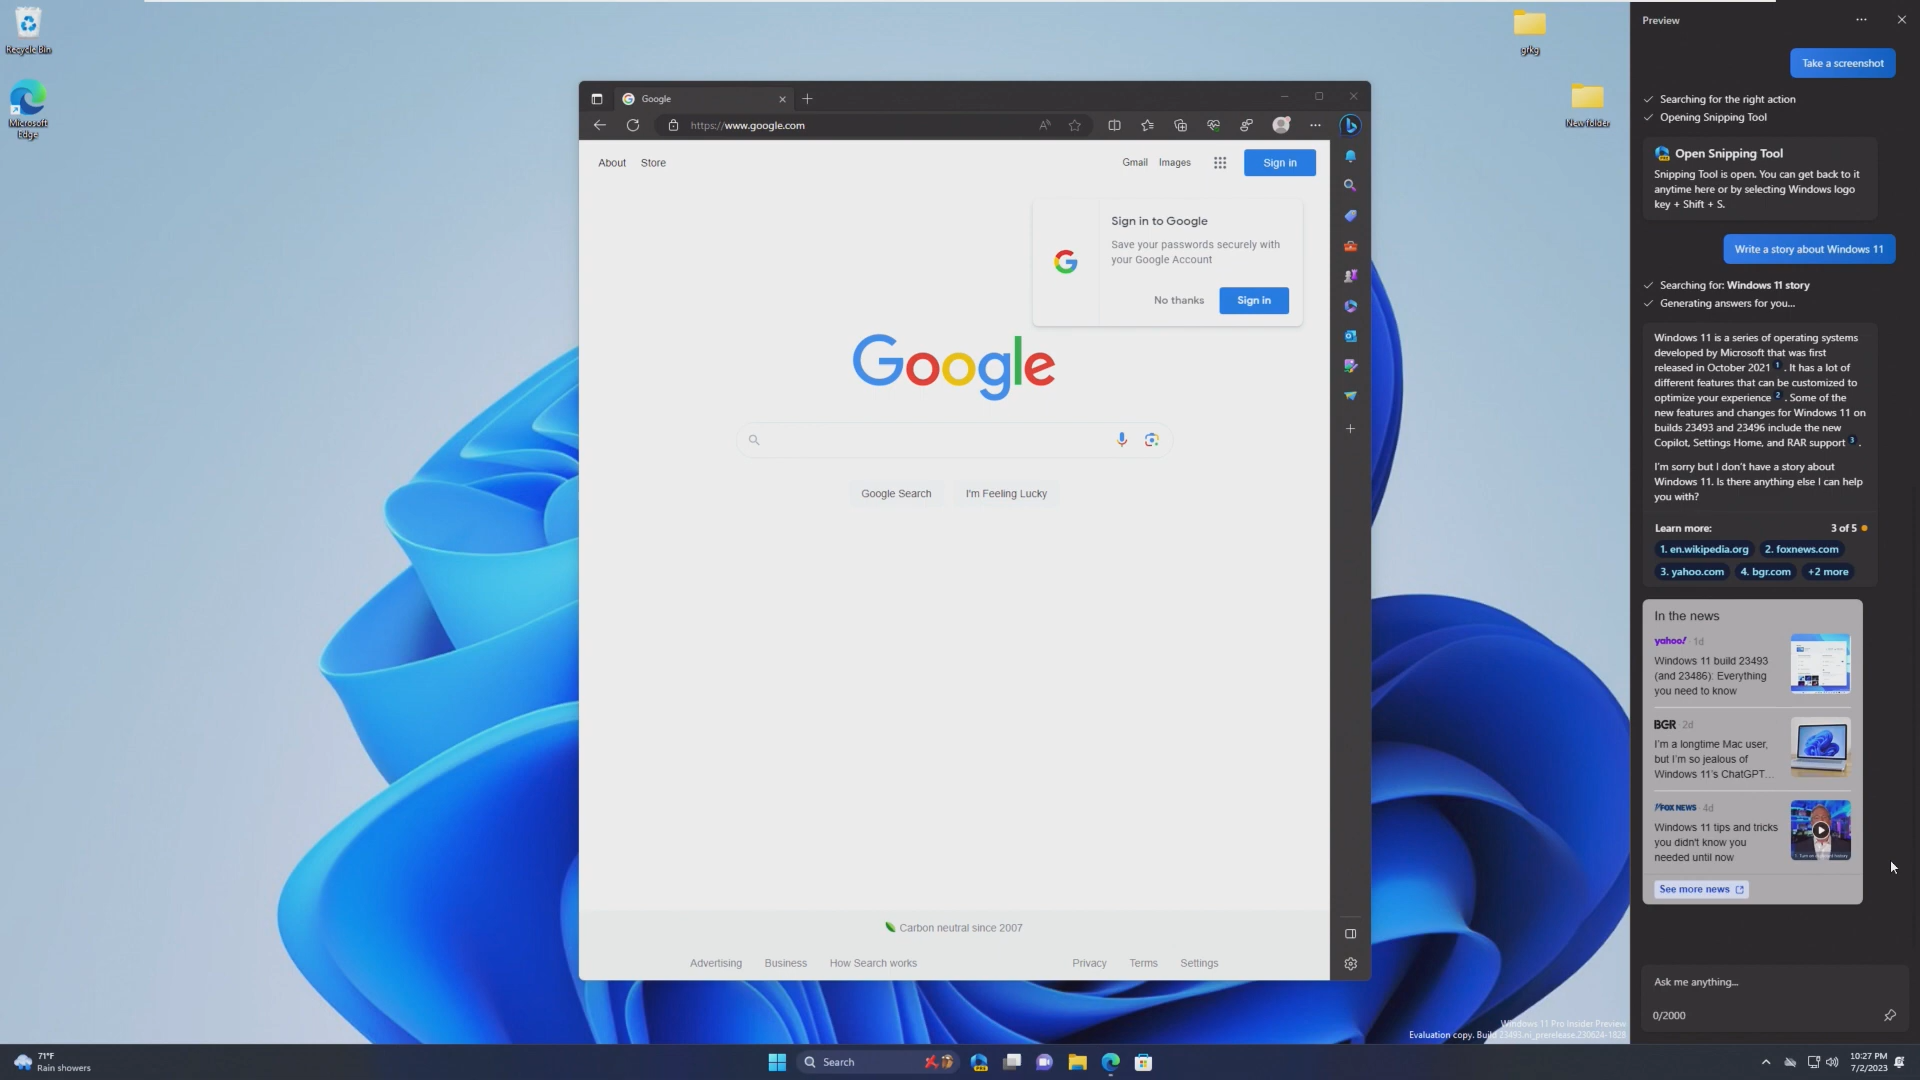 Recycle Bin
Microsoft
Edge
grkg
New folder
Google
https://www.google.com
About
Store
Gmail
Images
Sign in
Sign in to Google
Save your passwords securely with
your Google Account
No thanks
Sign in
Google
Google Search
I'm Feeling Lucky
Carbon neutral since 2007
Advertising
Business
How Search works
Privacy
Terms
Settings
Preview
Take a screenshot
Searching for the right action
Opening Snipping Tool
Open Snipping Tool
Snipping Tool is open. You can get back to it
anytime here or by selecting Windows logo
key + Shift + S.
Write a story about Windows 11
Searching for: Windows 11 story
Generating answers for you...
Windows 11 is a series of operating systems
developed by Microsoft that was first
released in October 2021 1 . It has a lot of
different features that can be customized to
optimize your experience 2 . Some of the
new features and changes for Windows 11 on
builds 23493 and 23496 include the new
Copilot, Settings Home, and RAR support 3 .
I'm sorry but I don't have a story about
Windows 11. Is there anything else I can help
you with?
Learn more:
3 of 5
1. en.wikipedia.org
2. foxnews.com
3. yahoo.com
4. bgr.com
+2 more
In the news
yahoo! · 1d
Windows 11 build 23493
(and 23486): Everything
you need to know
BGR 2d
I'm a longtime Mac user,
but I'm so jealous of
Windows 11's ChatGPT...
FOX NEWS · 4d
Windows 11 tips and tricks
you didn't know you
needed until now
See more news
Ask me anything...
0/2000
Windows 11 Pro Insider Preview
Evaluation copy. Build 23493.ni_prerelease.230624-1828
71°F
Rain showers
Search
10:27 PM
7/2/2023